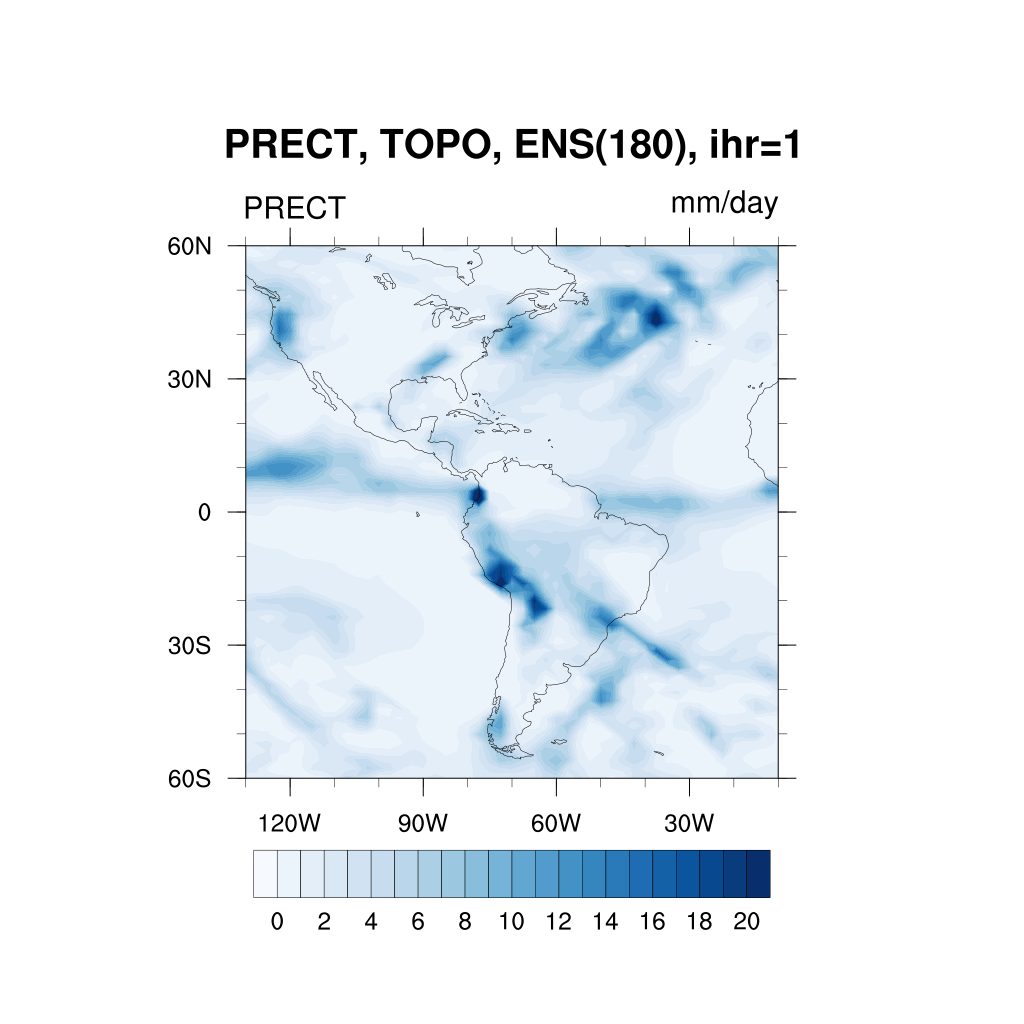 PRECT, TOPO, ENS(180), ihr=1
PRECT mm/day
60N
30N
0
30S
60S
120W 90W 60W 30W
0 2 4 6 8 10 12 14 16 18 20